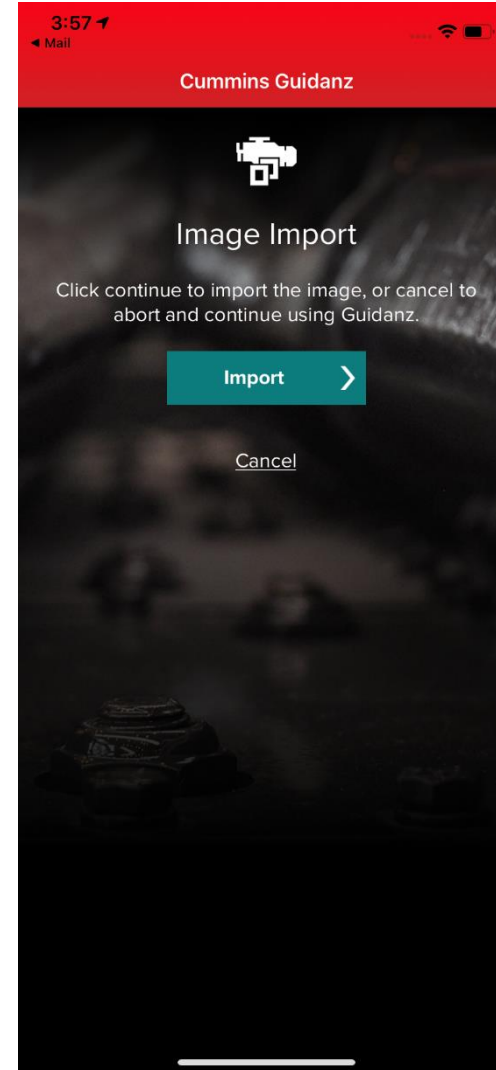 3:57
Mail
Cummins Guidanz
Image Import
Click continue to import the image, or cancel to
abort and continue using Guidanz.
Import
Cancel